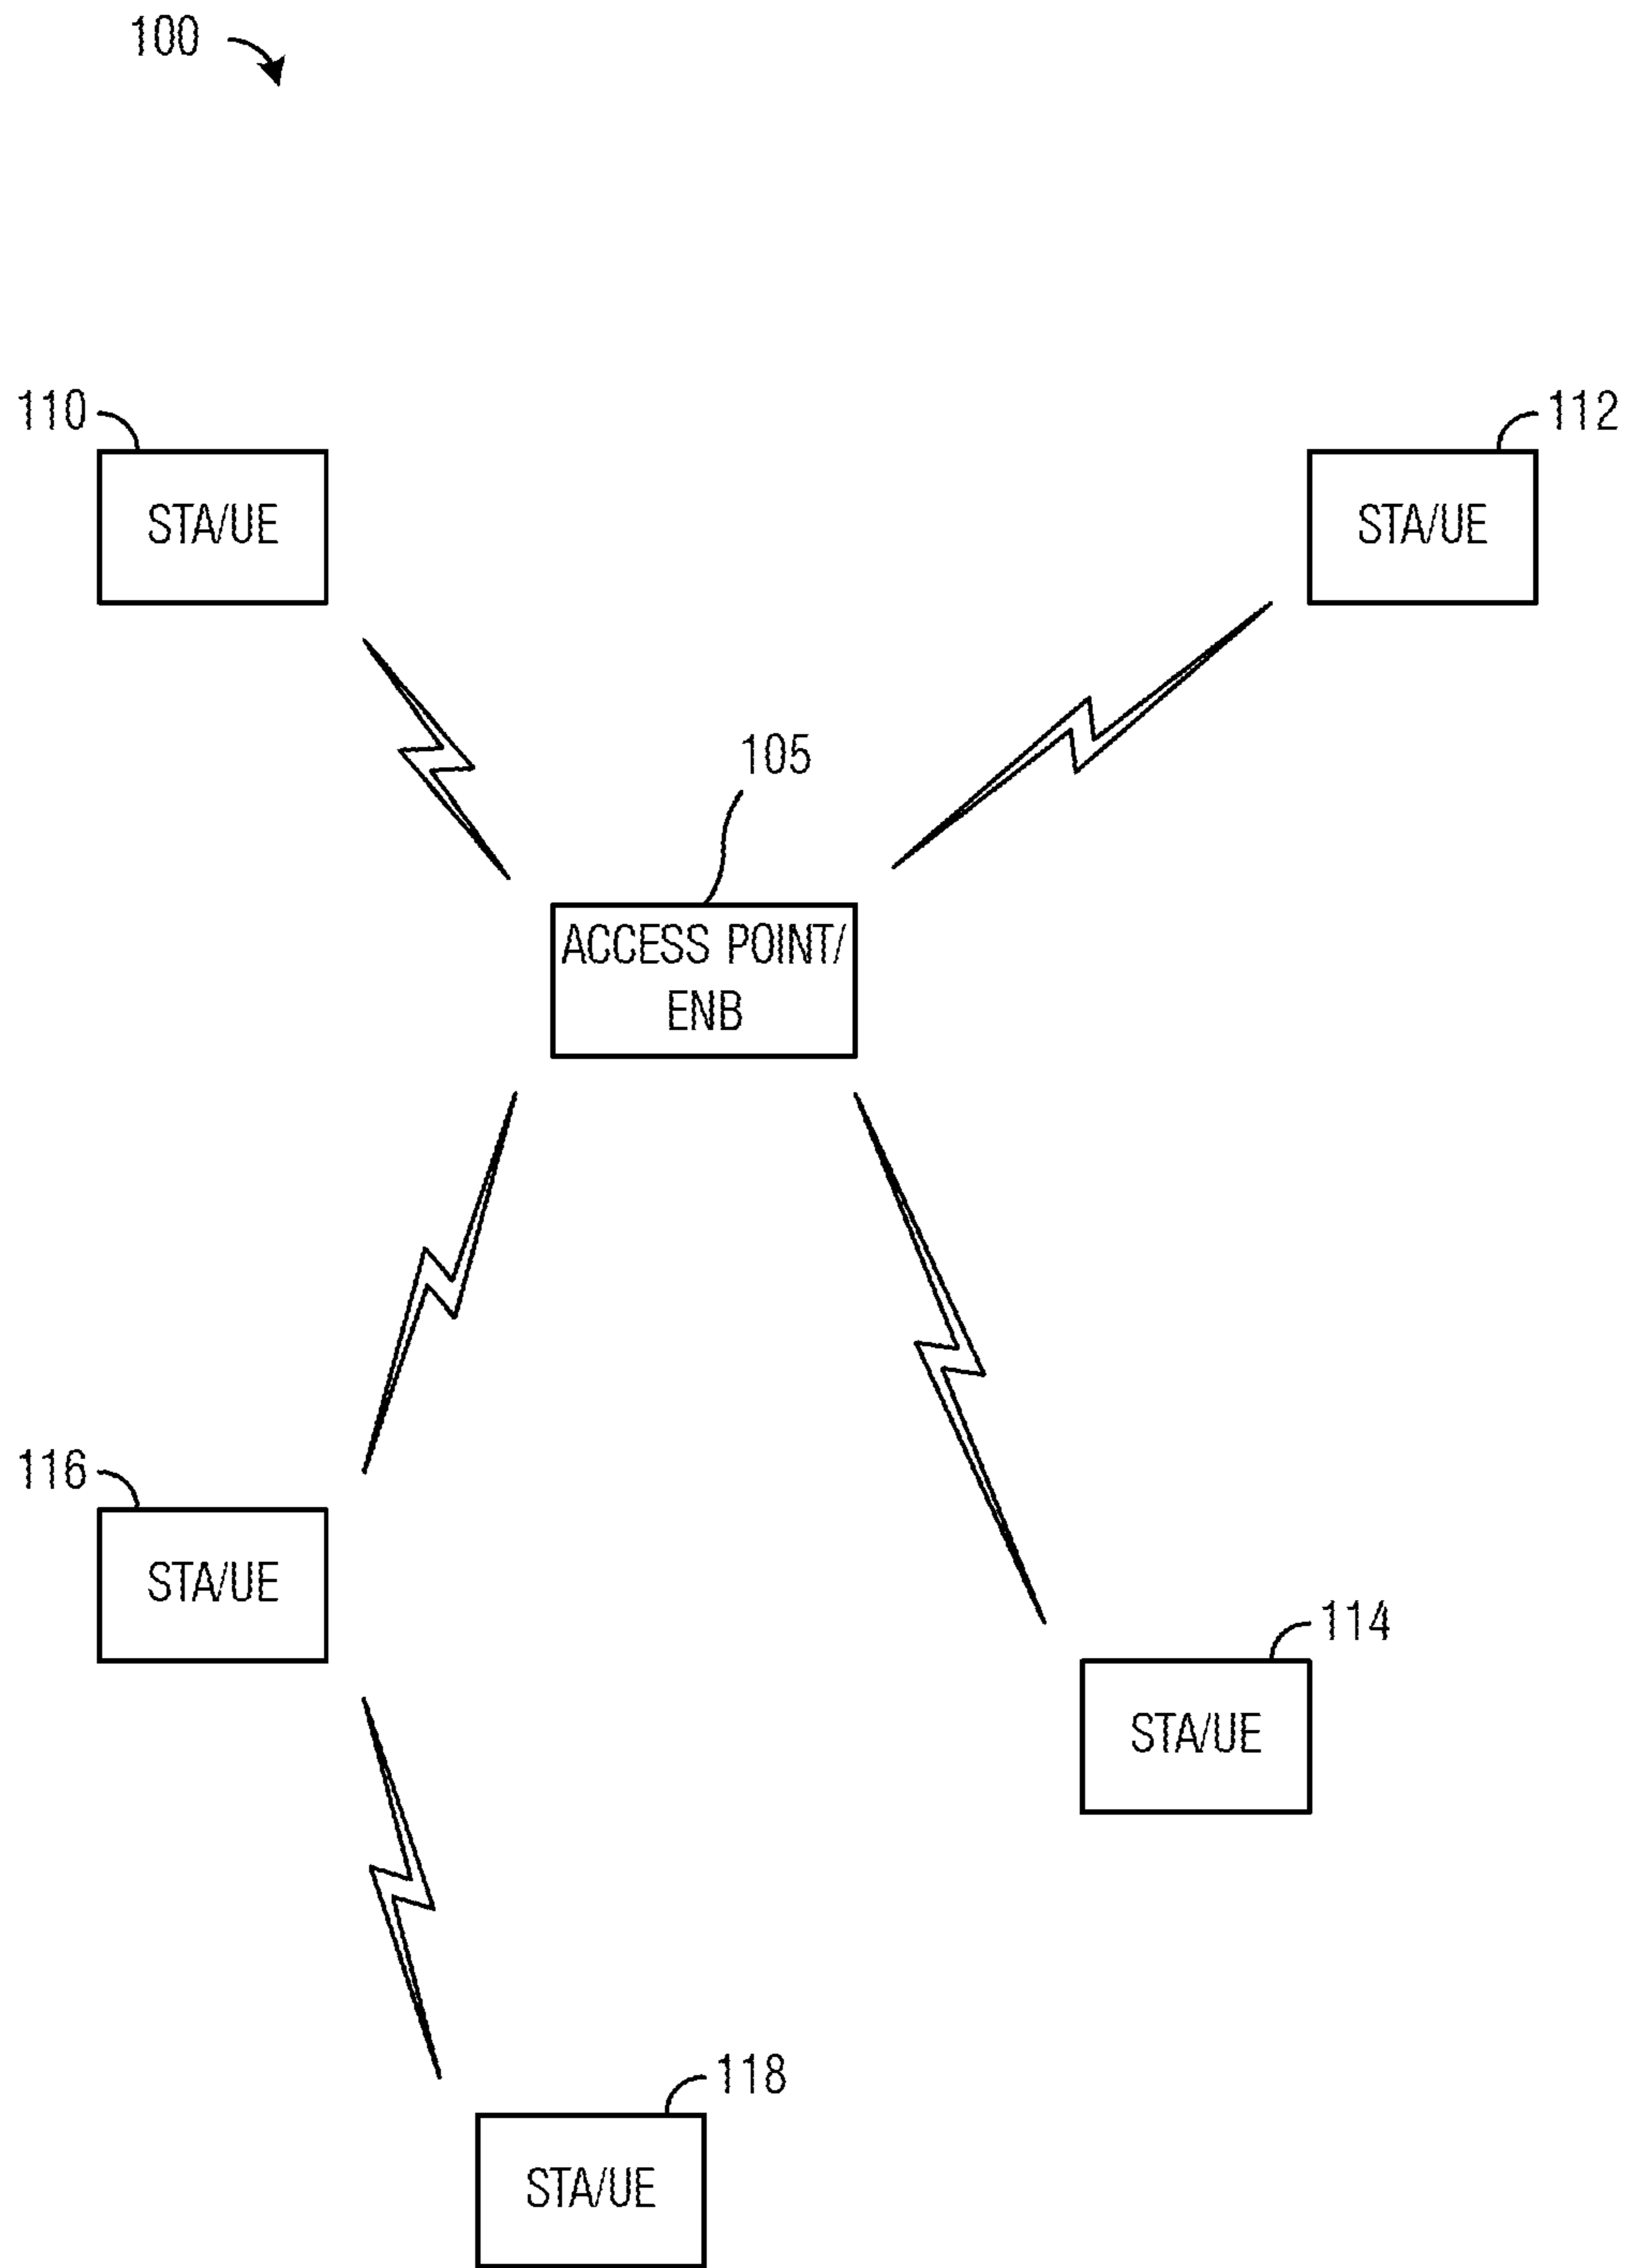 100
110
112
STA/UE
STA/UE
105
ACCESS POINT/
ENB
116
STA/UE
114
STA/UE
118
STA/UE